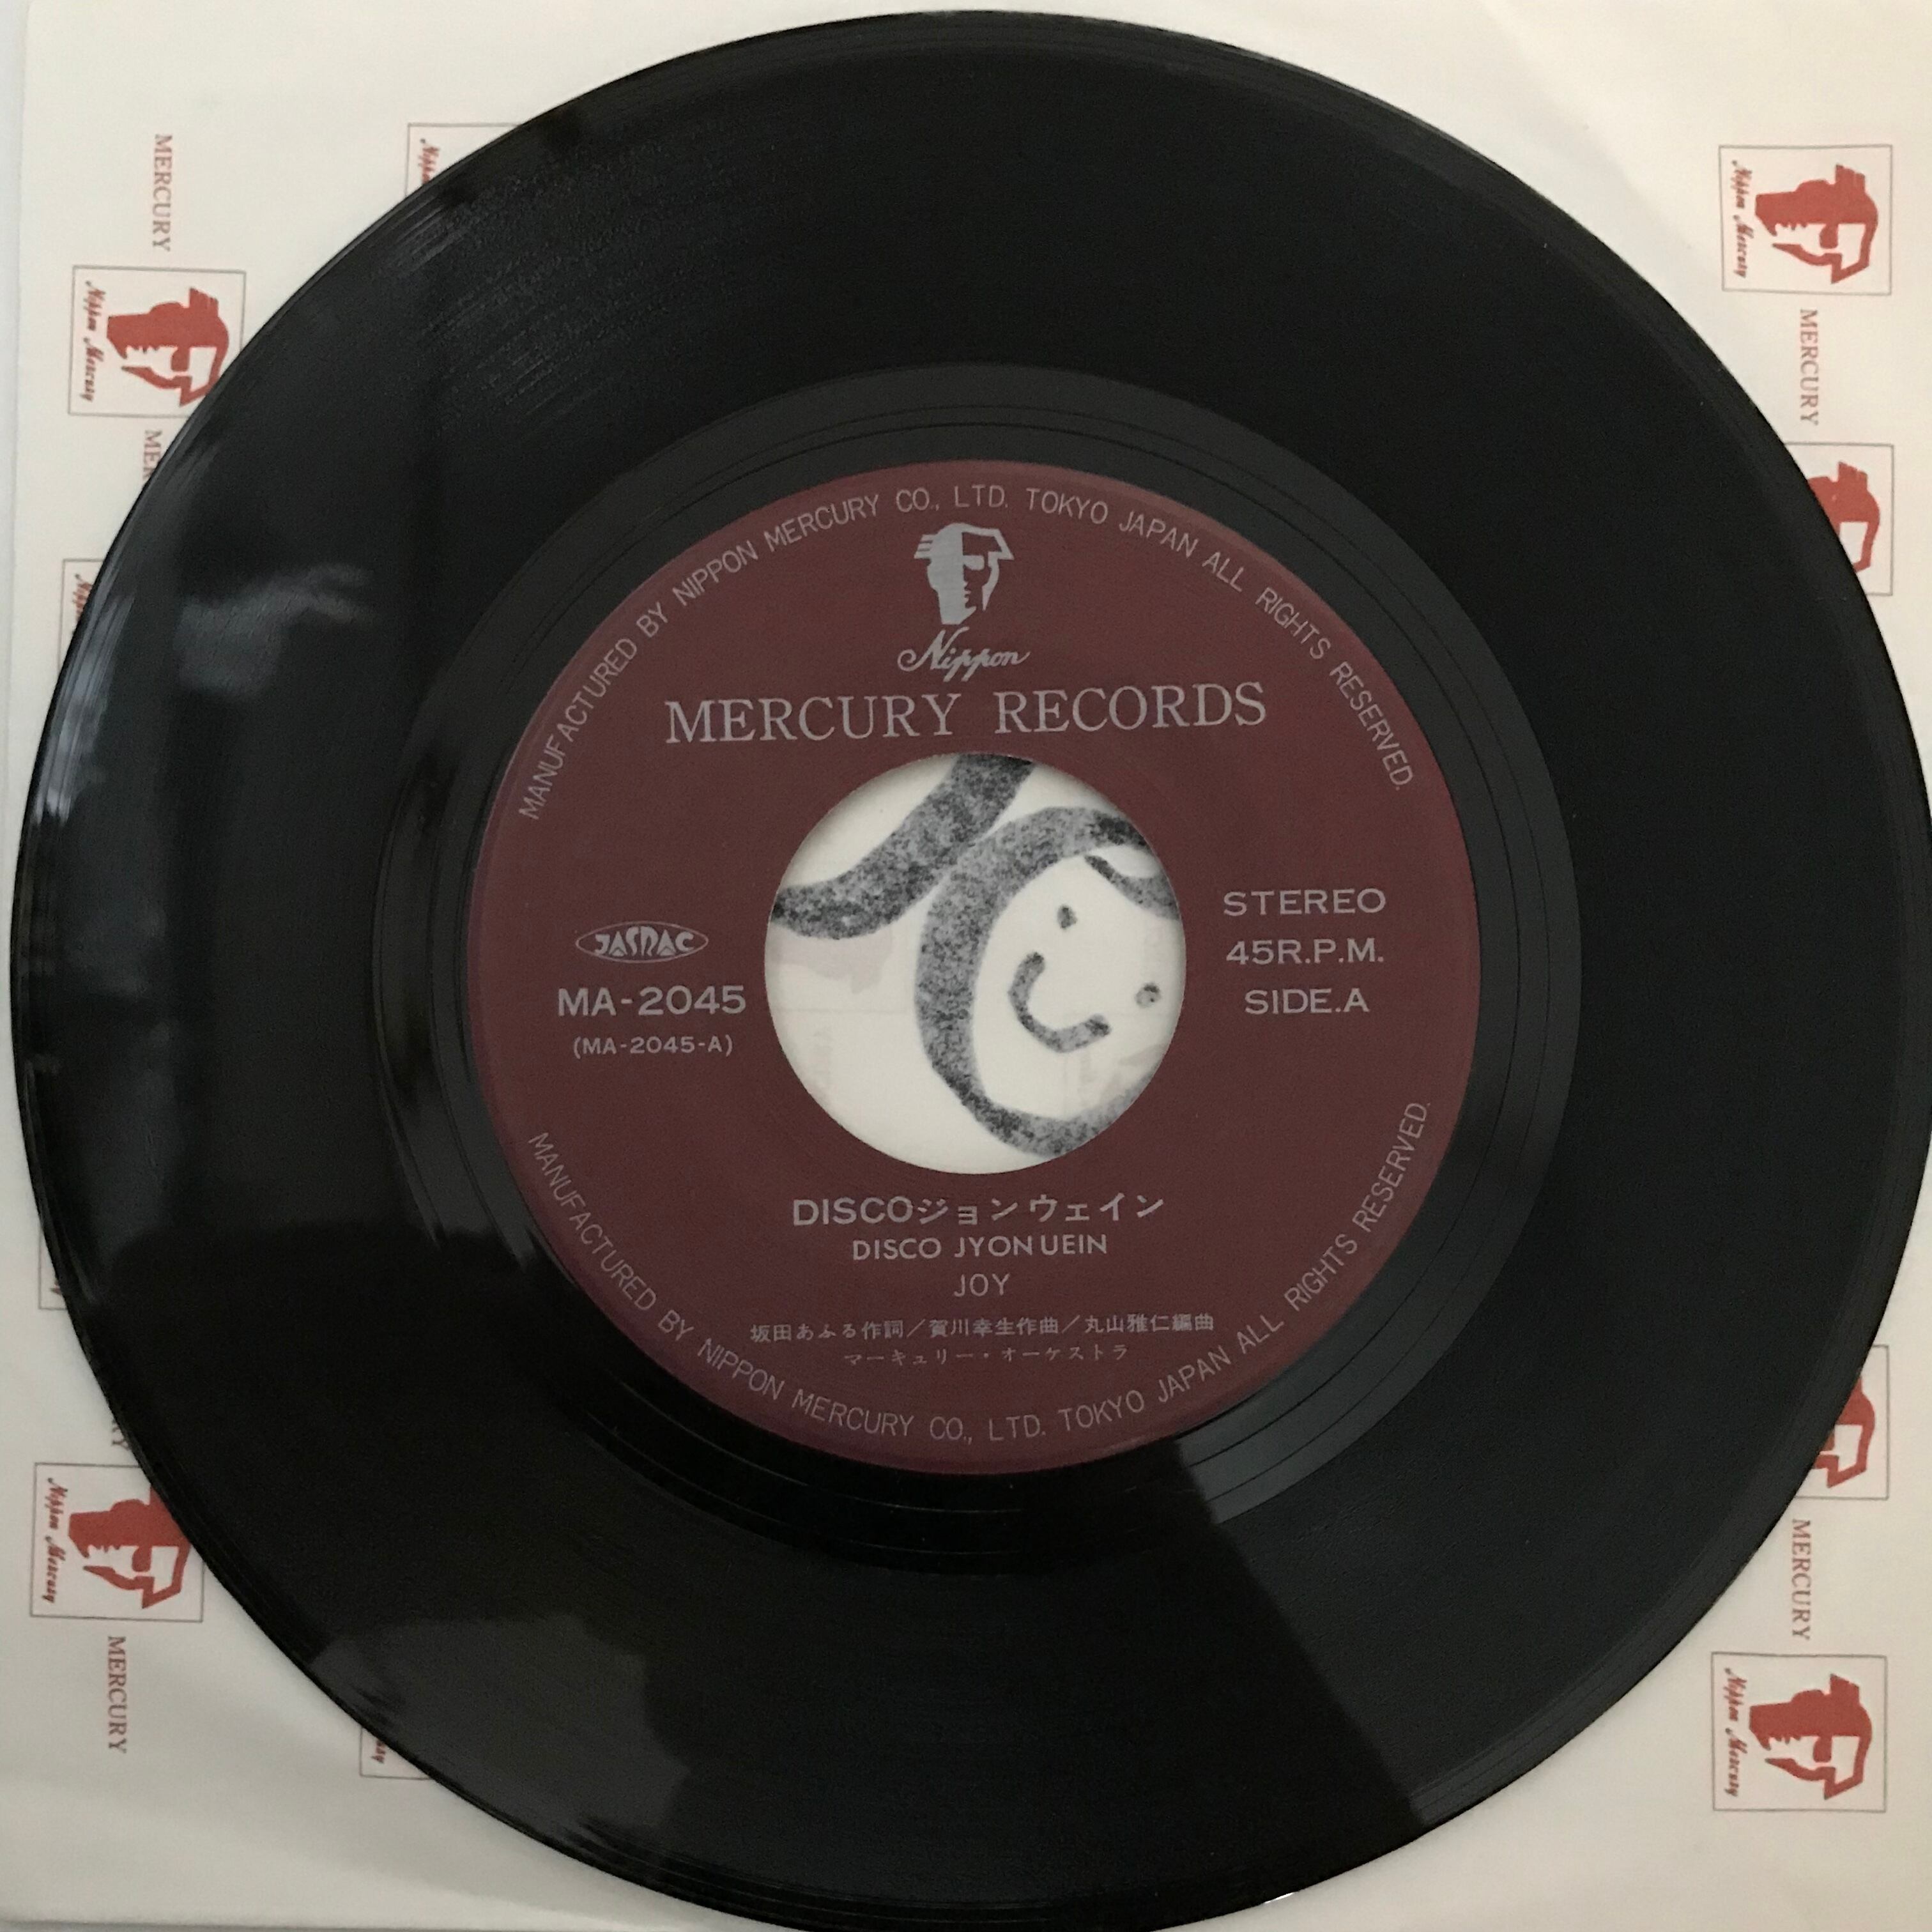 MANUFACTURED BY NIPPON MERCURY CO., LTD. TOKYO JAPAN ALL RIGHTS RESERVED.
Nippon
MERCURY RECORDS
JASRAC
MA-2045
(MA-2045-A)
STEREO
45R.P.M.
SIDE.A
DISCOジョンウェイン
DISCO JYON UEIN
JOY
坂田あふる作詞／賀川幸生作曲／丸山雅仁編曲
マーキュリー・オーケストラ
MANUFACTURED BY NIPPON MERCURY CO., LTD. TOKYO JAPAN ALL RIGHTS RESERVED.
MERCURY
Nippon Mercury
Nippon Mercury
MERCURY
Nippon Mercury
MERCURY
MERCURY
Nippon Mercury